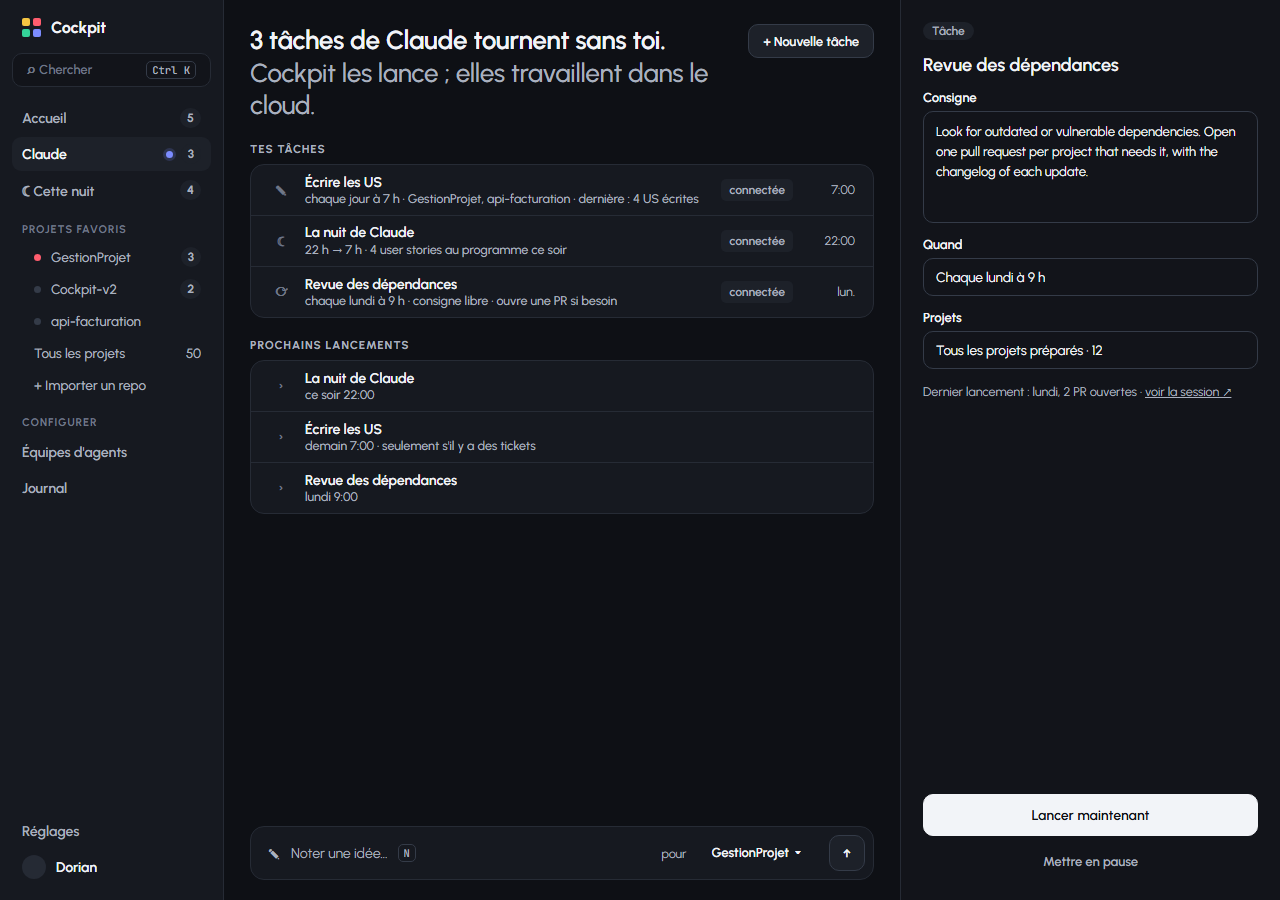 Cockpit
Chercher Ctrl K
Accueil 5
Claude 3
Cette nuit 4
PROJETS FAVORIS
GestionProjet 3
Cockpit-v2 2
api-facturation
Tous les projets 50
+ Importer un repo
CONFIGURER
Équipes d'agents
Journal
Réglages
Dorian
3 tâches de Claude tournent sans toi.
Cockpit les lance ; elles travaillent dans le
cloud.
+ Nouvelle tâche
TES TÂCHES
Écrire les US
chaque jour à 7 h · GestionProjet, api-facturation · dernière : 4 US écrites
connectée 7:00
La nuit de Claude
22 h → 7 h · 4 user stories au programme ce soir
connectée 22:00
Revue des dépendances
chaque lundi à 9 h · consigne libre · ouvre une PR si besoin
connectée lun.
PROCHAINS LANCEMENTS
› La nuit de Claude
ce soir 22:00
› Écrire les US
demain 7:00 · seulement s'il y a des tickets
› Revue des dépendances
lundi 9:00
Noter une idée… N pour GestionProjet ↑
Tâche
Revue des dépendances
Consigne
Look for outdated or vulnerable dependencies. Open
one pull request per project that needs it, with the
changelog of each update.
Quand
Chaque lundi à 9 h
Projets
Tous les projets préparés · 12
Dernier lancement : lundi, 2 PR ouvertes · voir la session ↗
Lancer maintenant
Mettre en pause